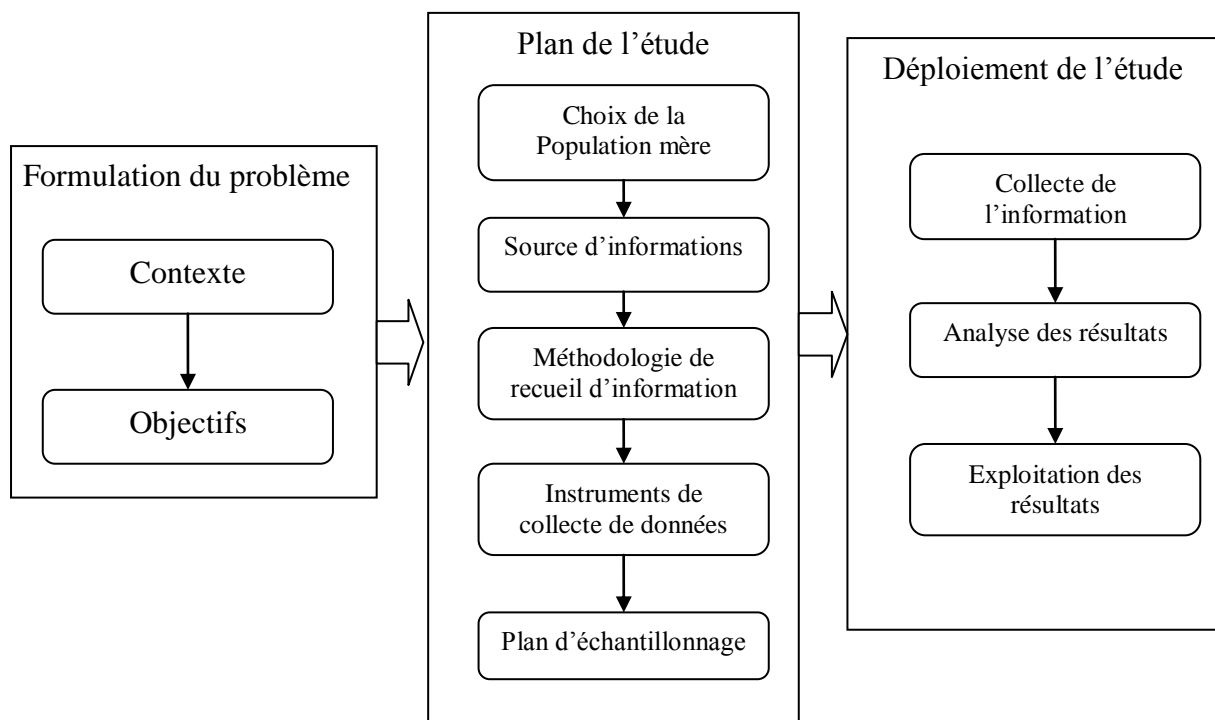 Formulation du problème
Contexte
Objectifs
Plan de l’étude
Choix de la
Population mère
Source d’informations
Méthodologie de
recueil d’information
Instruments de
collecte de données
Plan d’échantillonnage
Déploiement de l’étude
Collecte de
l’information
Analyse des résultats
Exploitation des
résultats